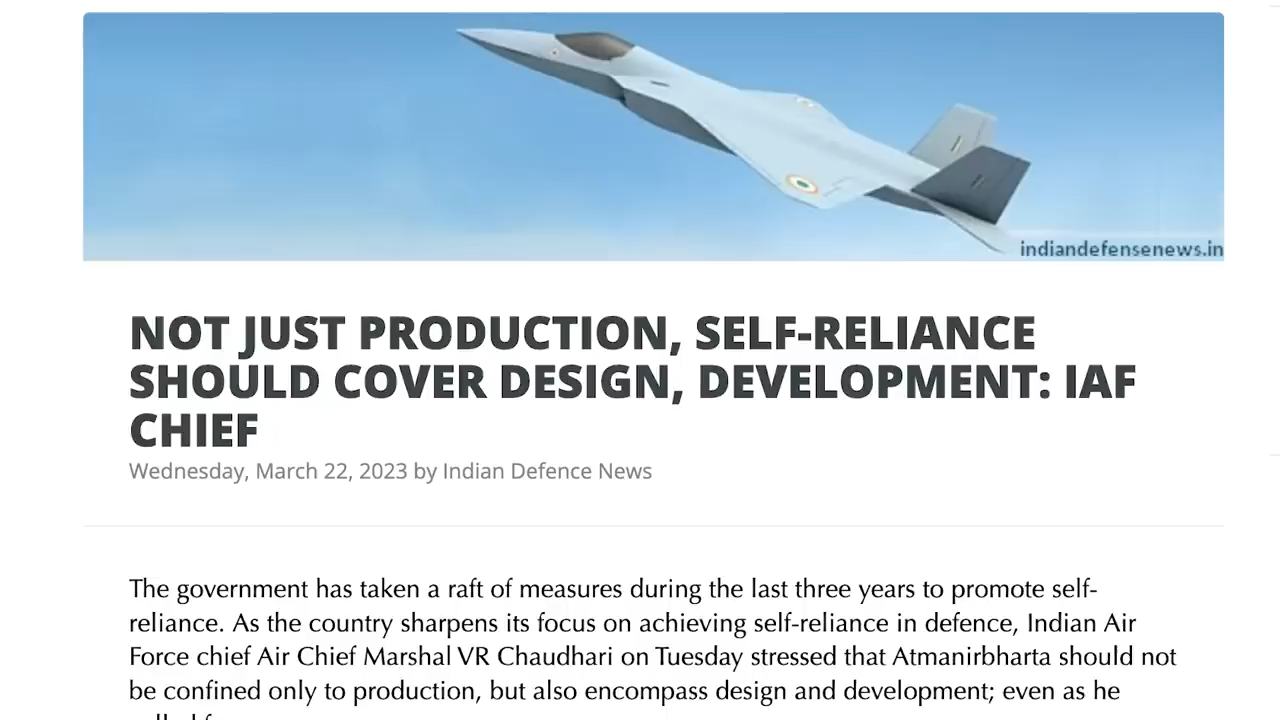 indiandefensenews.in
NOT JUST PRODUCTION, SELF-RELIANCE
SHOULD COVER DESIGN, DEVELOPMENT: IAF
CHIEF
Wednesday, March 22, 2023 by Indian Defence News
The government has taken a raft of measures during the last three years to promote self-
reliance. As the country sharpens its focus on achieving self-reliance in defence, Indian Air
Force chief Air Chief Marshal VR Chaudhari on Tuesday stressed that Atmanirbharta should not
be confined only to production, but also encompass design and development; even as he